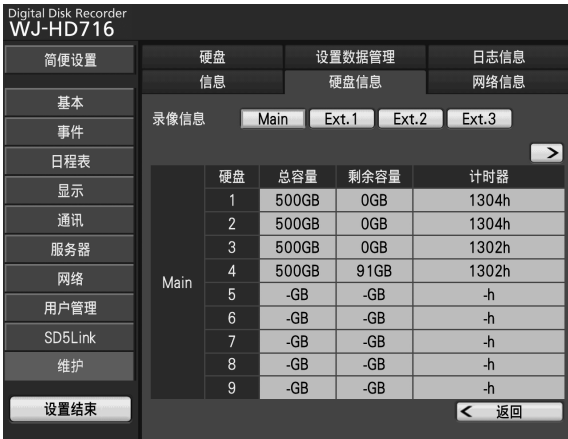 Digital Disk Recorder
WJ-HD716
简便设置
基本
事件
日程表
显示
通讯
服务器
网络
用户管理
SD5Link
维护
设置结束
硬盘 设置数据管理 日志信息
信息 硬盘信息 网络信息
录像信息 Main Ext.1 Ext.2 Ext.3
>
硬盘 总容量 剩余容量 计时器
Main
1 500GB 0GB 1304h
2 500GB 0GB 1304h
3 500GB 0GB 1302h
4 500GB 91GB 1302h
5 -GB -GB -h
6 -GB -GB -h
7 -GB -GB -h
8 -GB -GB -h
9 -GB -GB -h
< 返回